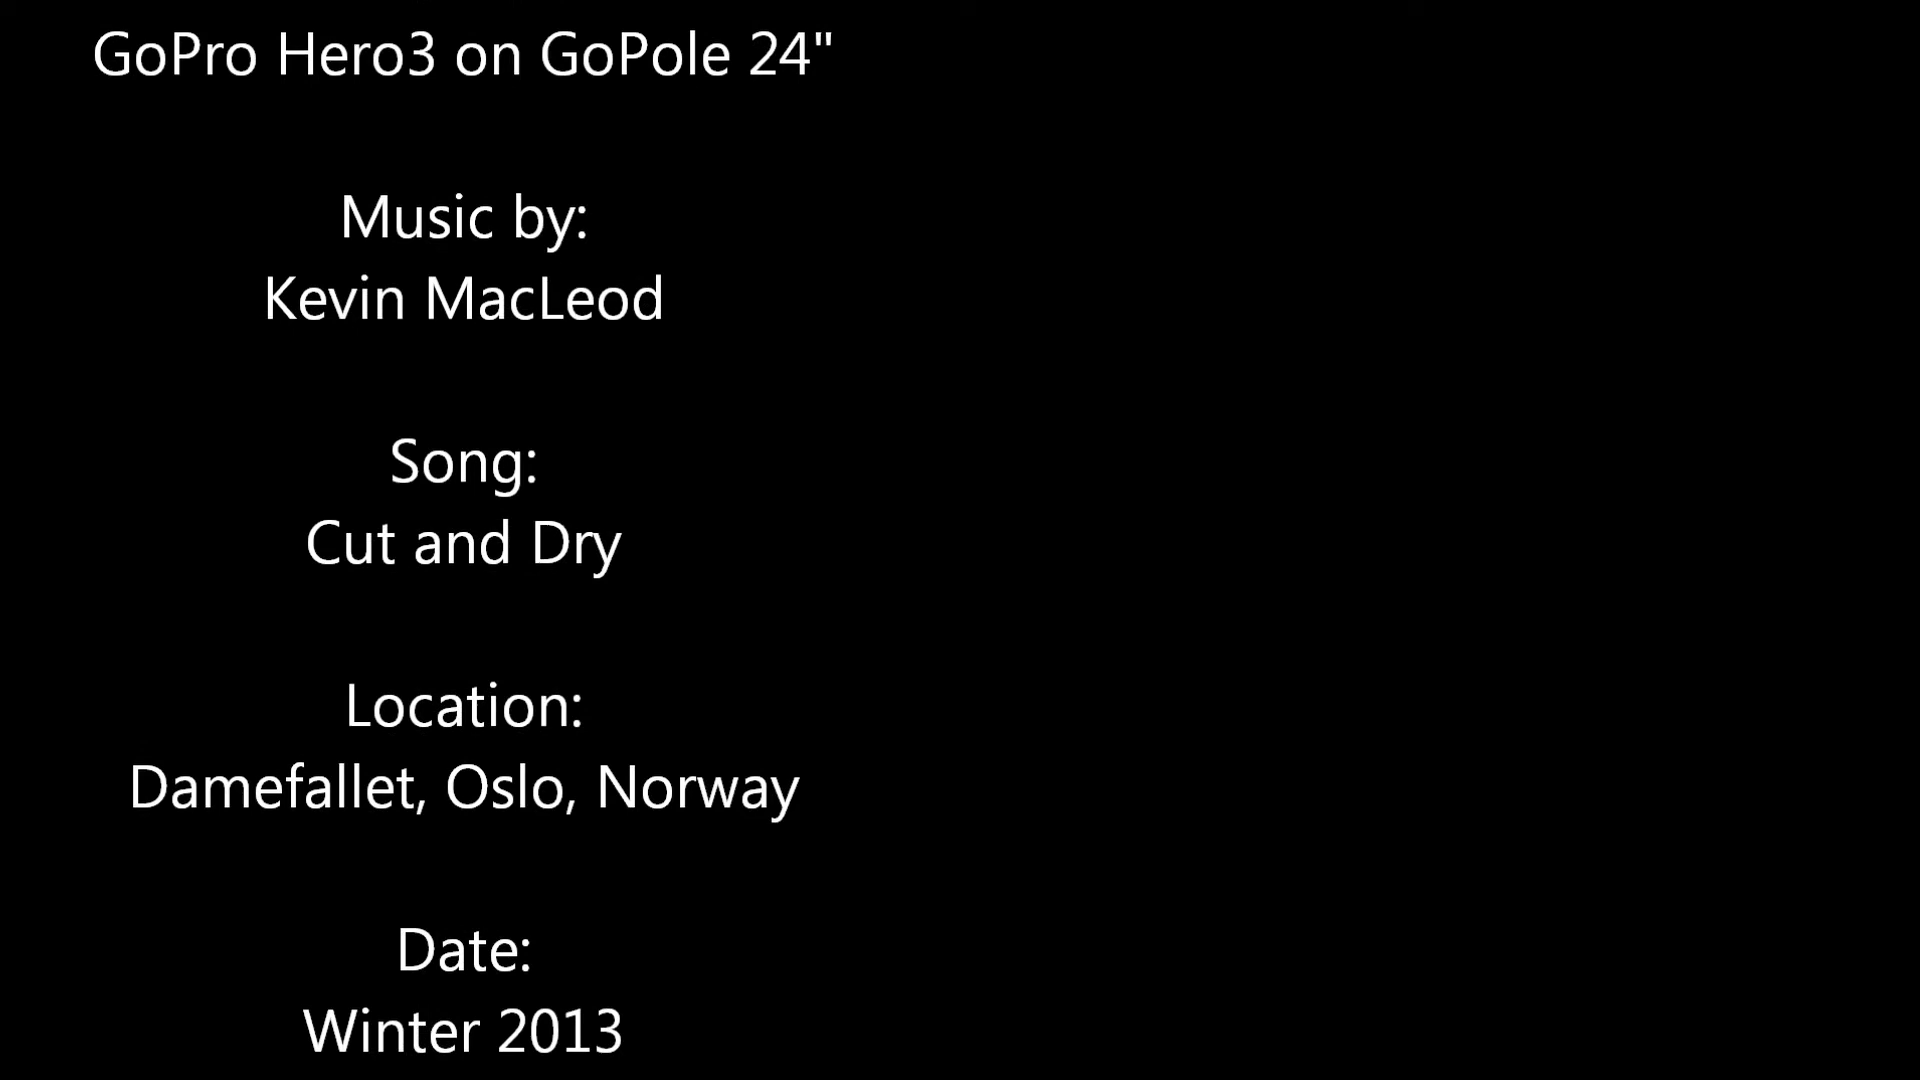 GoPro Hero3 on GoPole 24"
Music by:
Kevin MacLeod
Song:
Cut and Dry
Location:
Damefallet, Oslo, Norway
Date:
Winter 2013